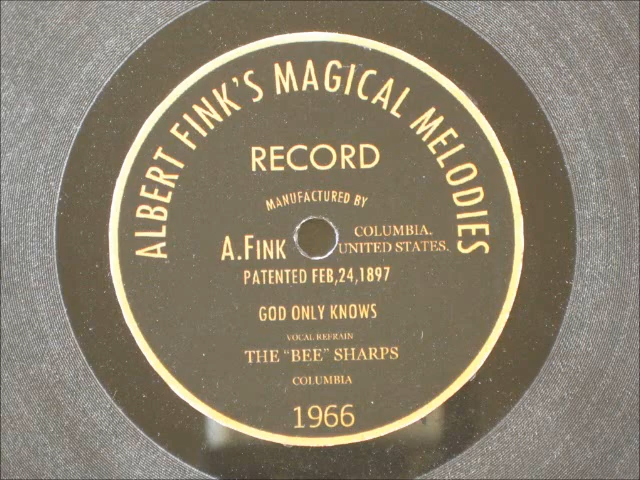 ALBERT FINK'S MAGICAL MELODIES
RECORD
MANUFACTURED BY
A.FINK
COLUMBIA.
UNITED STATES.
PATENTED FEB,24,1897
GOD ONLY KNOWS
VOCAL REFRAIN
THE "BEE" SHARPS
COLUMBIA
1966